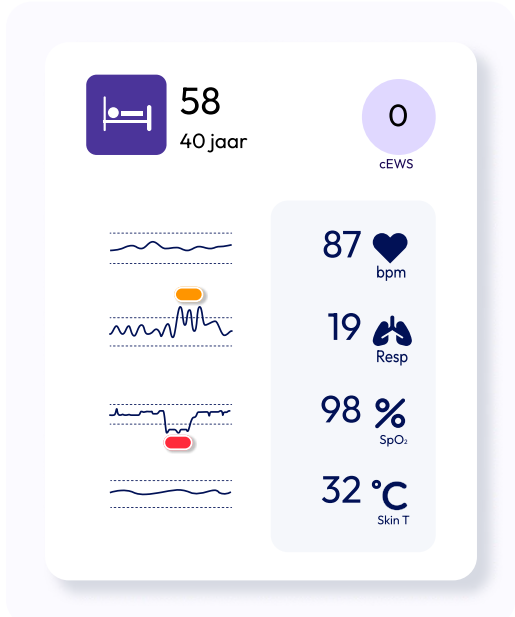 58
40 jaar
0
cEWS
87
bpm
19
Resp
98 %
SpO₂
32 °C
Skin T